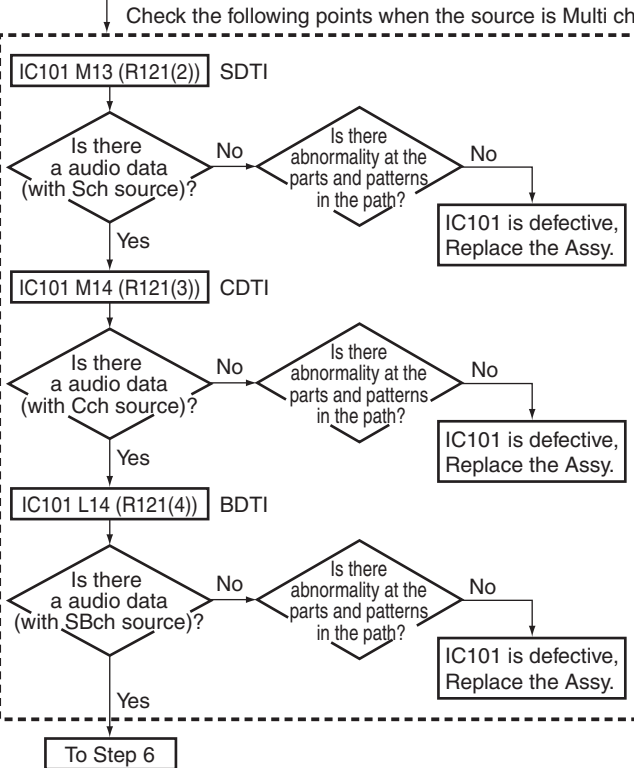 Check the following points when the source is Multi ch
IC101 M13 (R121(2)) SDTI
Is there
a audio data
(with Sch source)?
No
Is there
abnormality at the
parts and patterns
in the path?
No
IC101 is defective,
Replace the Assy.
Yes
IC101 M14 (R121(3)) CDTI
Is there
a audio data
(with Cch source)?
No
Is there
abnormality at the
parts and patterns
in the path?
No
IC101 is defective,
Replace the Assy.
Yes
IC101 L14 (R121(4)) BDTI
Is there
a audio data
(with SBch source)?
No
Is there
abnormality at the
parts and patterns
in the path?
No
IC101 is defective,
Replace the Assy.
Yes
To Step 6